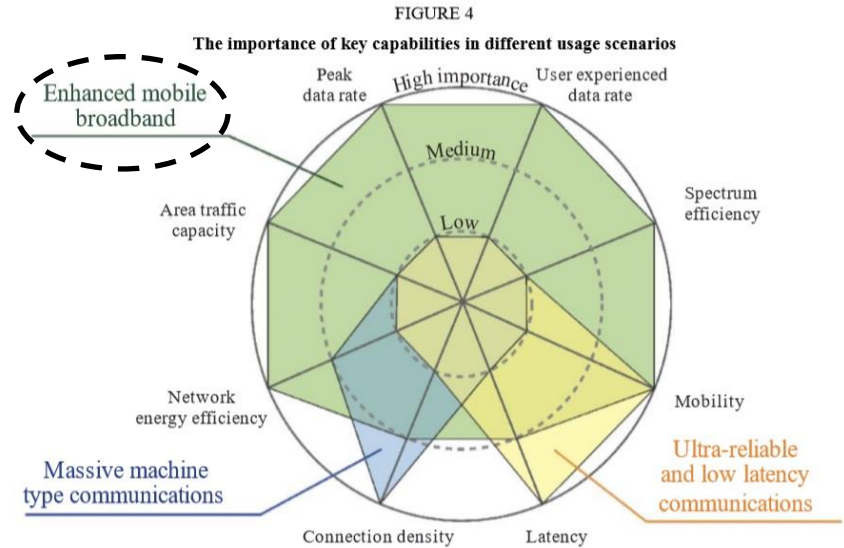 FIGURE 4
The importance of key capabilities in different usage scenarios
Peak
data rate
High importance
User experienced
data rate
Enhanced mobile
broadband
Medium
Area traffic
capacity
Spectrum
efficiency
Low
Network
energy efficiency
Mobility
Massive machine
type communications
Ultra-reliable
and low latency
communications
Connection density
Latency